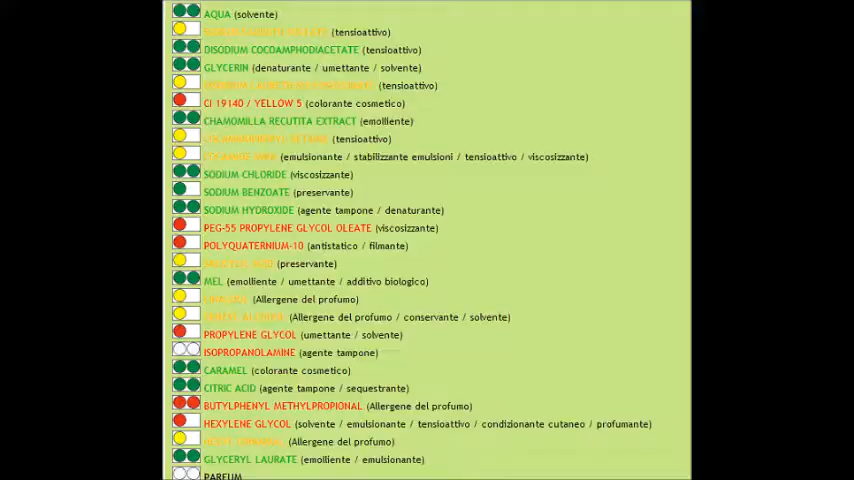 AQUA (solvente)
(tensioattivo)
DISODIUM COCOAMPHODIACETATE (tensioattivo)
GLYCERIN (denaturante / umettante / solvente)
(tensioattivo)
CI 19140 / YELLOW 5 (colorante cosmetico)
CHAMOMILLA RECUTITA EXTRACT (emolliente)
(tensioattivo)
(emulsionante / stabilizzante emulsioni / tensioattivo / viscosizzante)
SODIUM CHLORIDE (viscosizzante)
SODIUM BENZOATE (preservante)
SODIUM HYDROXIDE (agente tampone / denaturante)
PEG-55 PROPYLENE GLYCOL OLEATE (viscosizzante)
POLYQUATERNIUM-10 (antistatico / filmante)
SALICYLIC ACID (preservante)
MEL (emolliente / umettante / additivo biologico)
LINALOOL (Allergene del profumo)
BENZYL ALCOHOL (Allergene del profumo / conservante / solvente)
PROPYLENE GLYCOL (umettante / solvente)
ISOPROPANOLAMINE (agente tampone)
CARAMEL (colorante cosmetico)
CITRIC ACID (agente tampone / sequestrante)
BUTYLPHENYL METHYLPROPIONAL (Allergene del profumo)
HEXYLENE GLYCOL (solvente / emulsionante / tensioattivo / condizionante cutaneo / profumante)
(Allergene del profumo)
GLYCERYL LAURATE (emolliente / emulsionante)
PARFUM